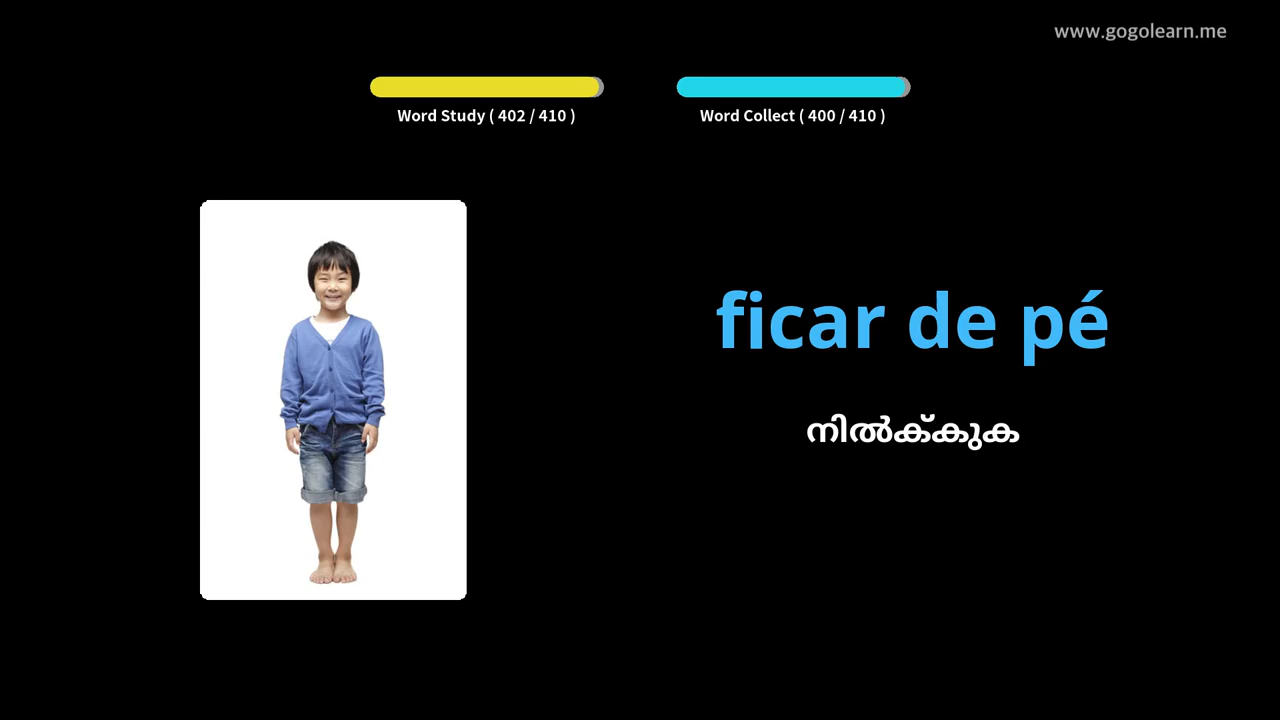 www.gogolearn.me
Word Study ( 402 / 410 )
Word Collect ( 400 / 410 )
ficar de pé
നിൽക്കുക